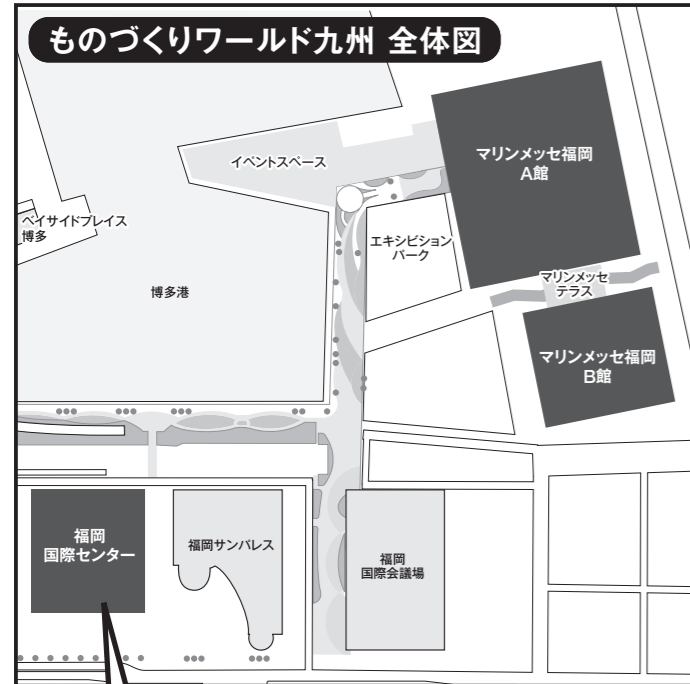 ものづくりワールド九州 全体図
マリンメッセ福岡
A館
イベントスペース
ベイサイドプレイス
博多
エキシビション
パーク
博多港
マリンメッセ
テラス
マリンメッセ福岡
B館
福岡
国際センター
福岡サンパレス
福岡
国際会議場